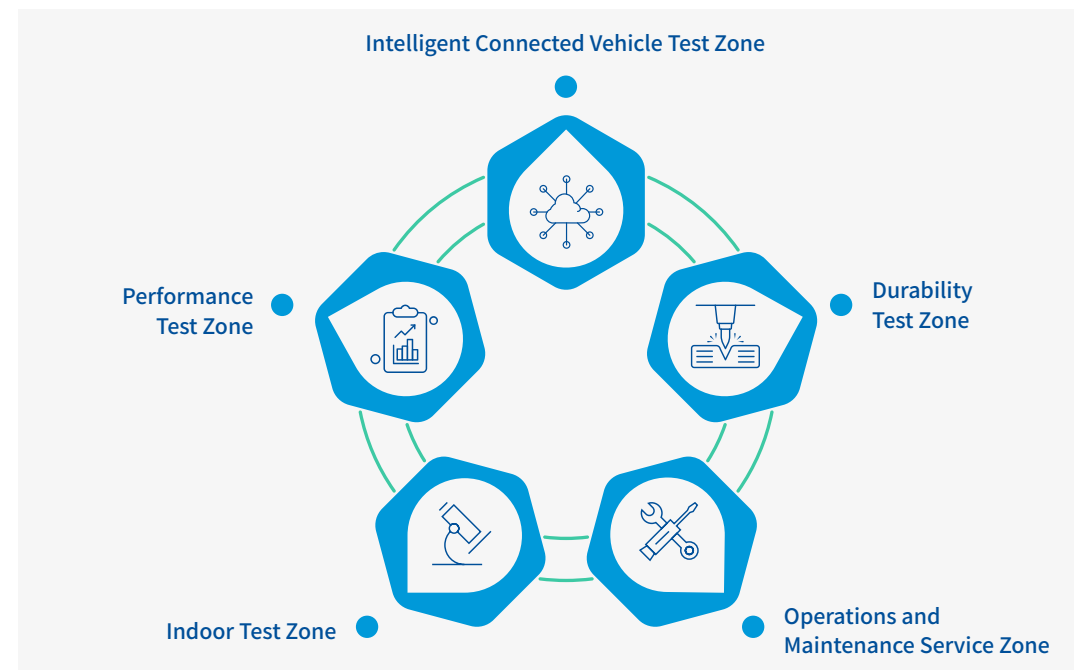 Intelligent Connected Vehicle Test Zone
Performance
Test Zone
Durability
Test Zone
Indoor Test Zone
Operations and
Maintenance Service Zone